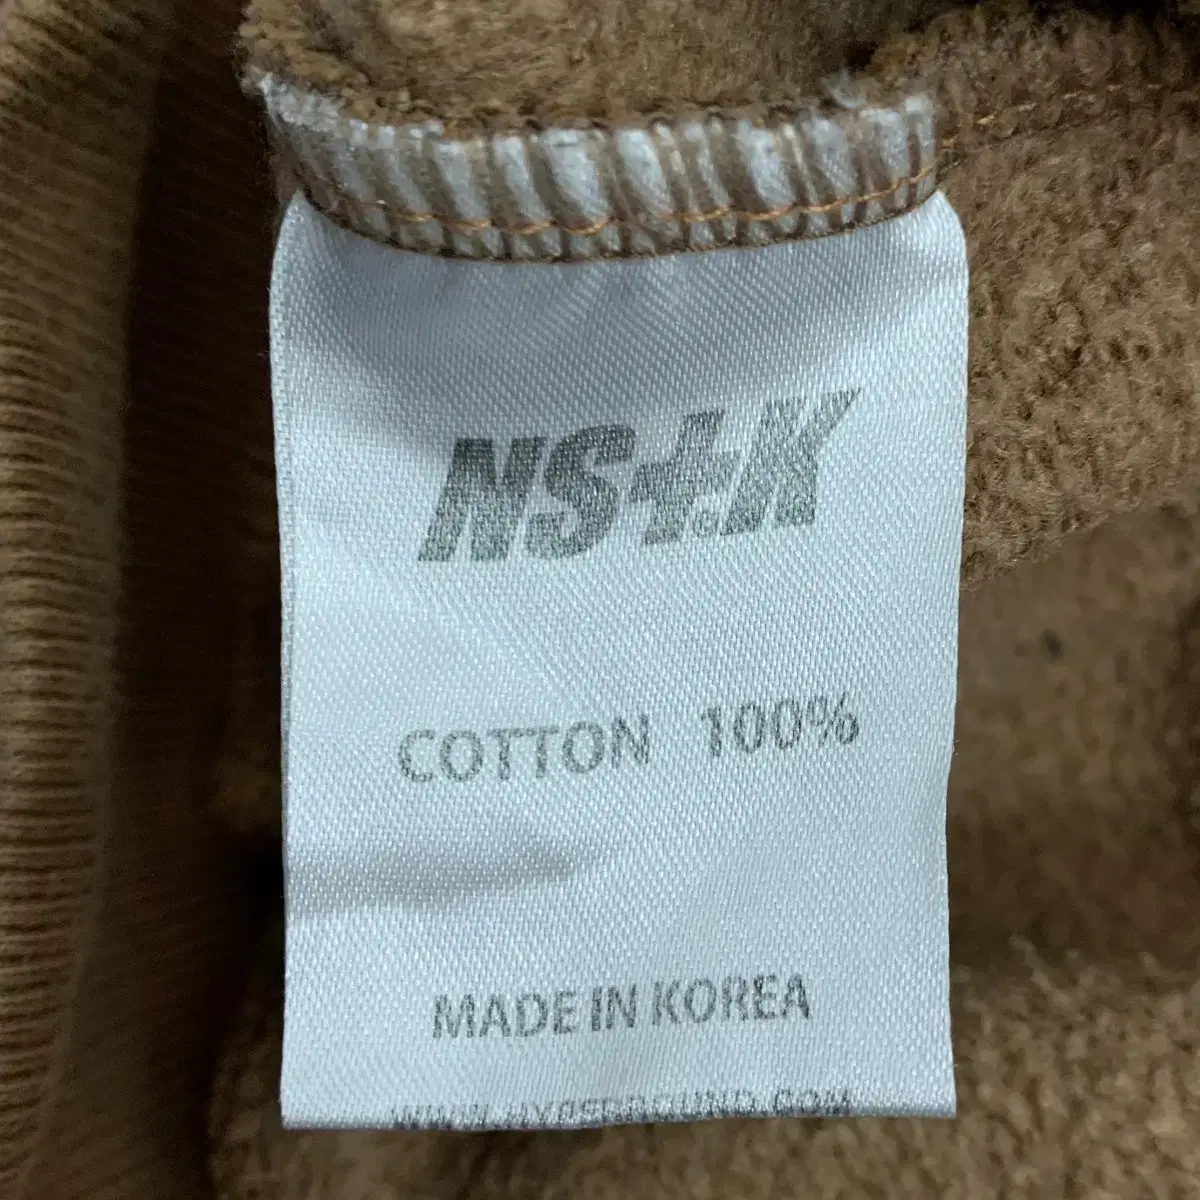 NS+.K
COTTON 100%
MADE IN KOREA